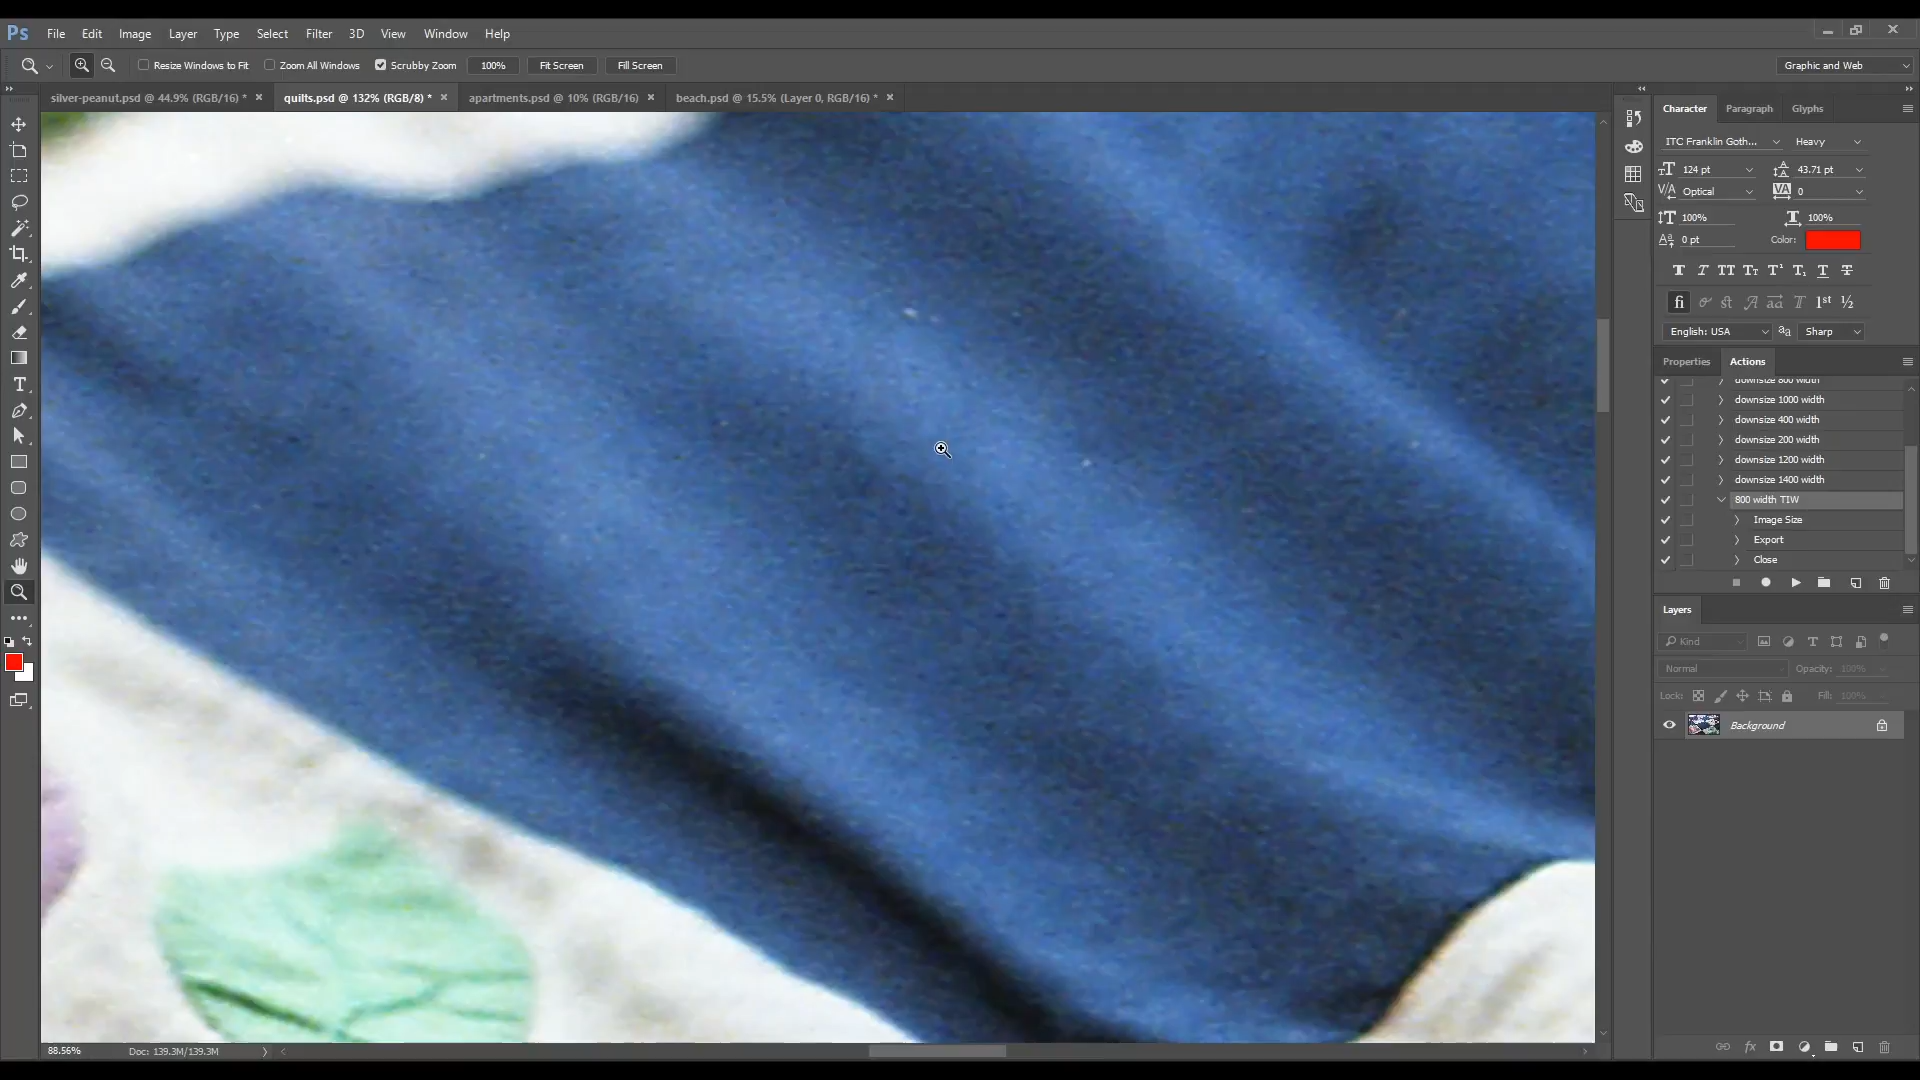 Ps File Edit Image Layer Type Select Filter 3D View Window Help
Resize Windows to Fit Zoom All Windows Scrubby Zoom 100% Fit Screen Fill Screen Graphic and Web
silver-peanut.psd @ 44.9% (RGB/16) * quilts.psd @ 132% (RGB/8) * apartments.psd @ 10% (RGB/16) beach.psd @ 15.5% (Layer 0, RGB/16) *
Character Paragraph Glyphs
ITC Franklin Goth... Heavy
124 pt 43.71 pt
Optical 0
100% 100%
0 pt Color:
English: USA Sharp
Properties Actions
downsize 800 width
downsize 1000 width
downsize 400 width
downsize 200 width
downsize 1200 width
downsize 1400 width
800 width TIW
Image Size
Export
Close
Layers
Kind
Normal Opacity: 100%
Lock: Fill: 100%
Background
88.56% Doc: 139.3M/139.3M
fx